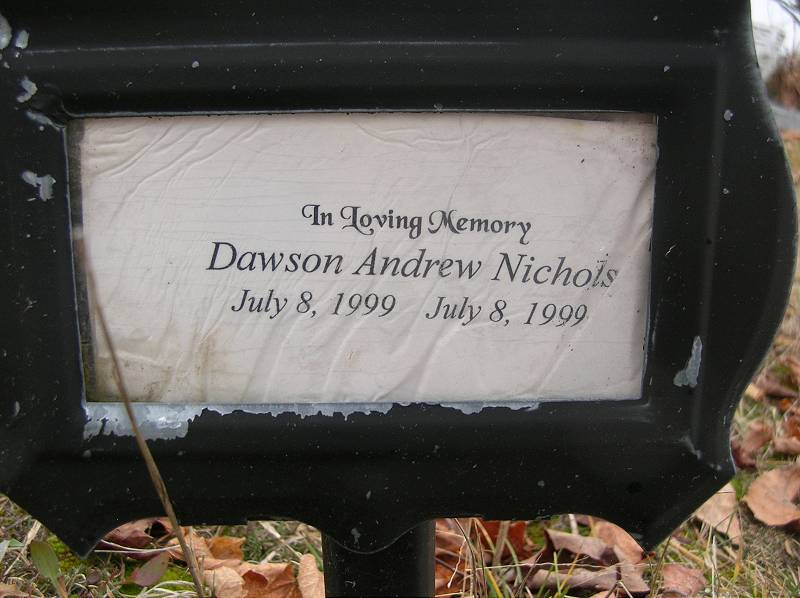 In Loving Memory
Dawson Andrew Nichols
July 8, 1999 July 8, 1999